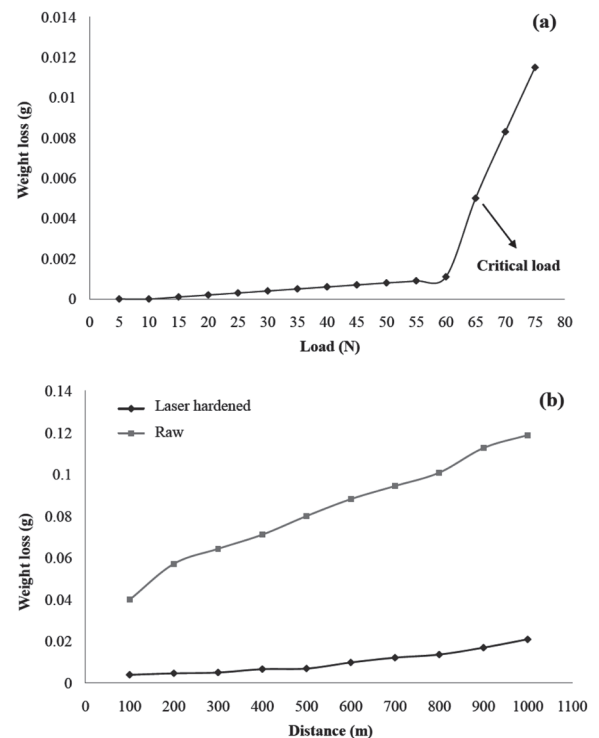 (a)
Weight loss (g)
0.014
0.012
0.01
0.008
0.006
0.004
0.002
0
Critical load
0 5 10 15 20 25 30 35 40 45 50 55 60 65 70 75 80
Load (N)
(b)
Laser hardened
Raw
Weight loss (g)
0.14
0.12
0.1
0.08
0.06
0.04
0.02
0
0 100 200 300 400 500 600 700 800 900 1000 1100
Distance (m)